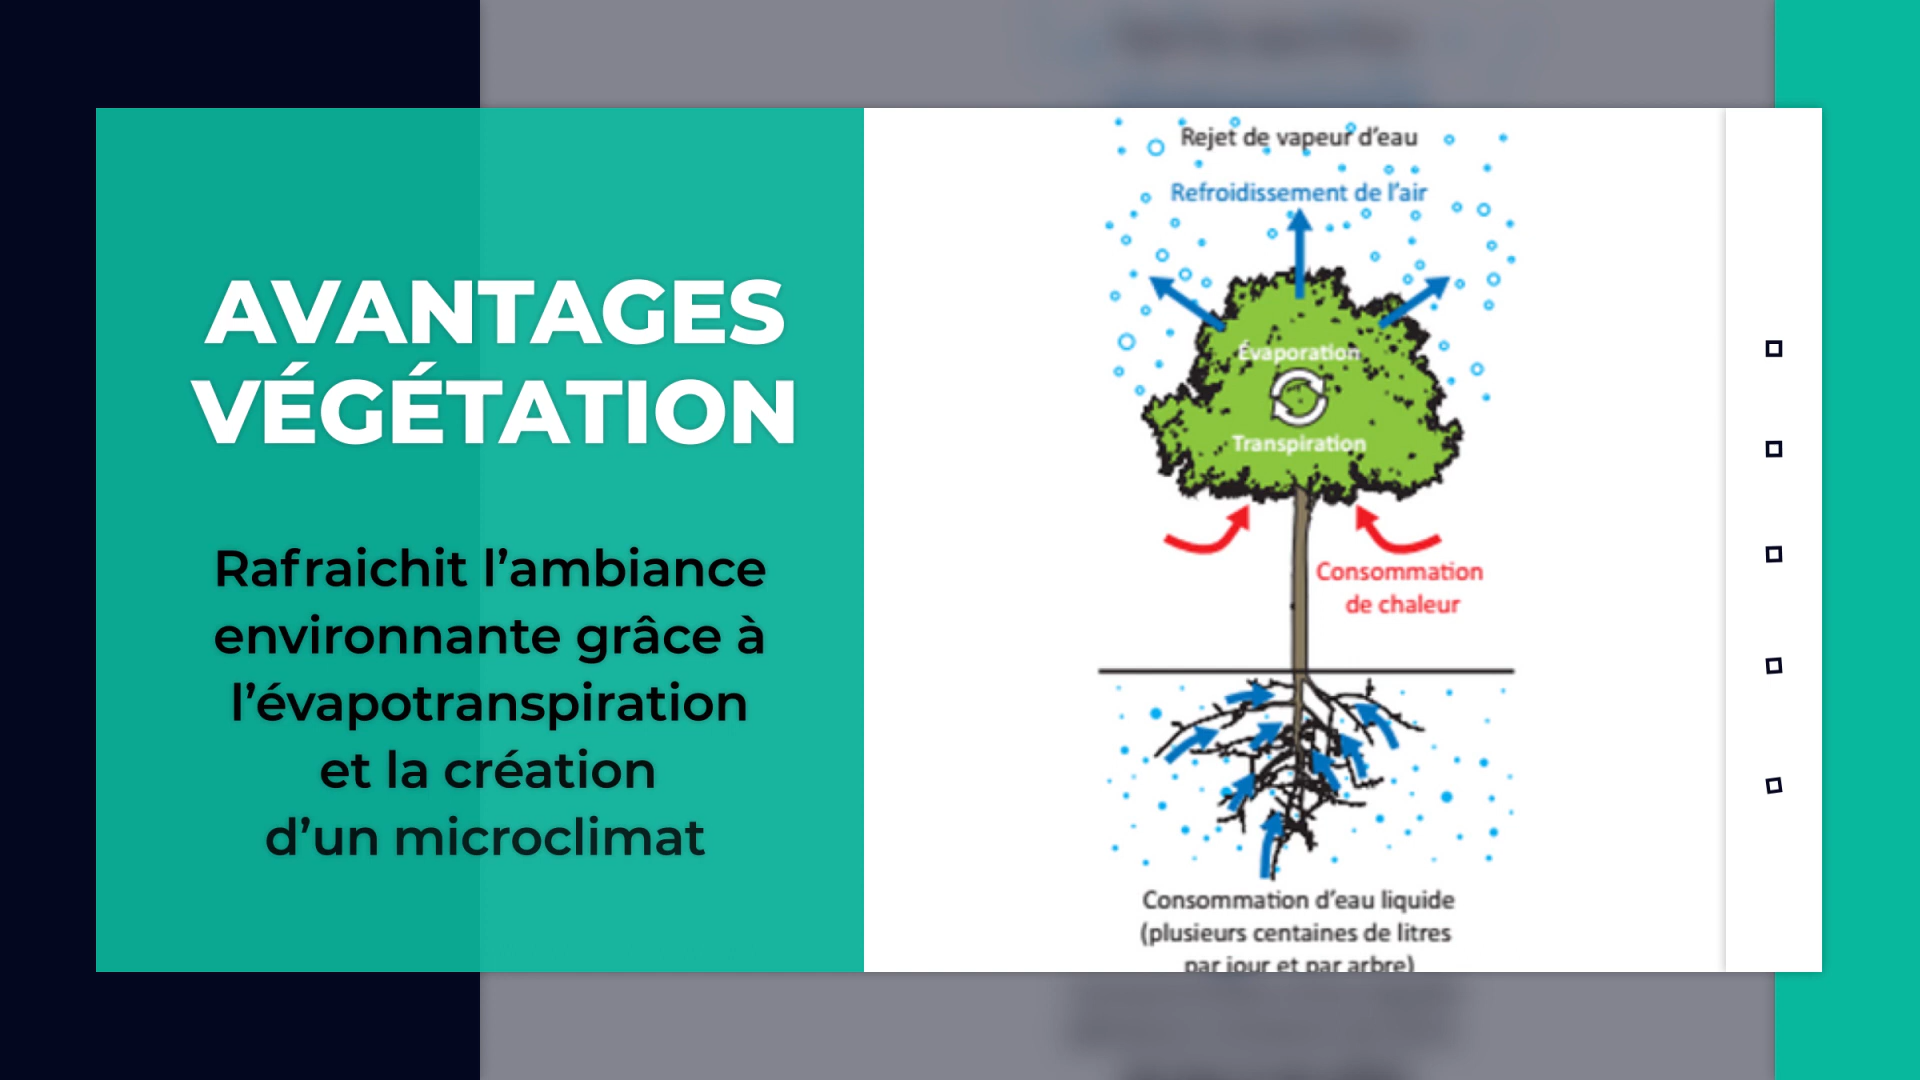 AVANTAGES
VÉGÉTATION
Rafraichit l’ambiance
environnante grâce à
l’évapotranspiration
et la création
d’un microclimat
Rejet de vapeur d’eau
Refroidissement de l’air
Évaporation
Transpiration
Consommation
de chaleur
Consommation d’eau liquide
(plusieurs centaines de litres
par jour et par arbre)